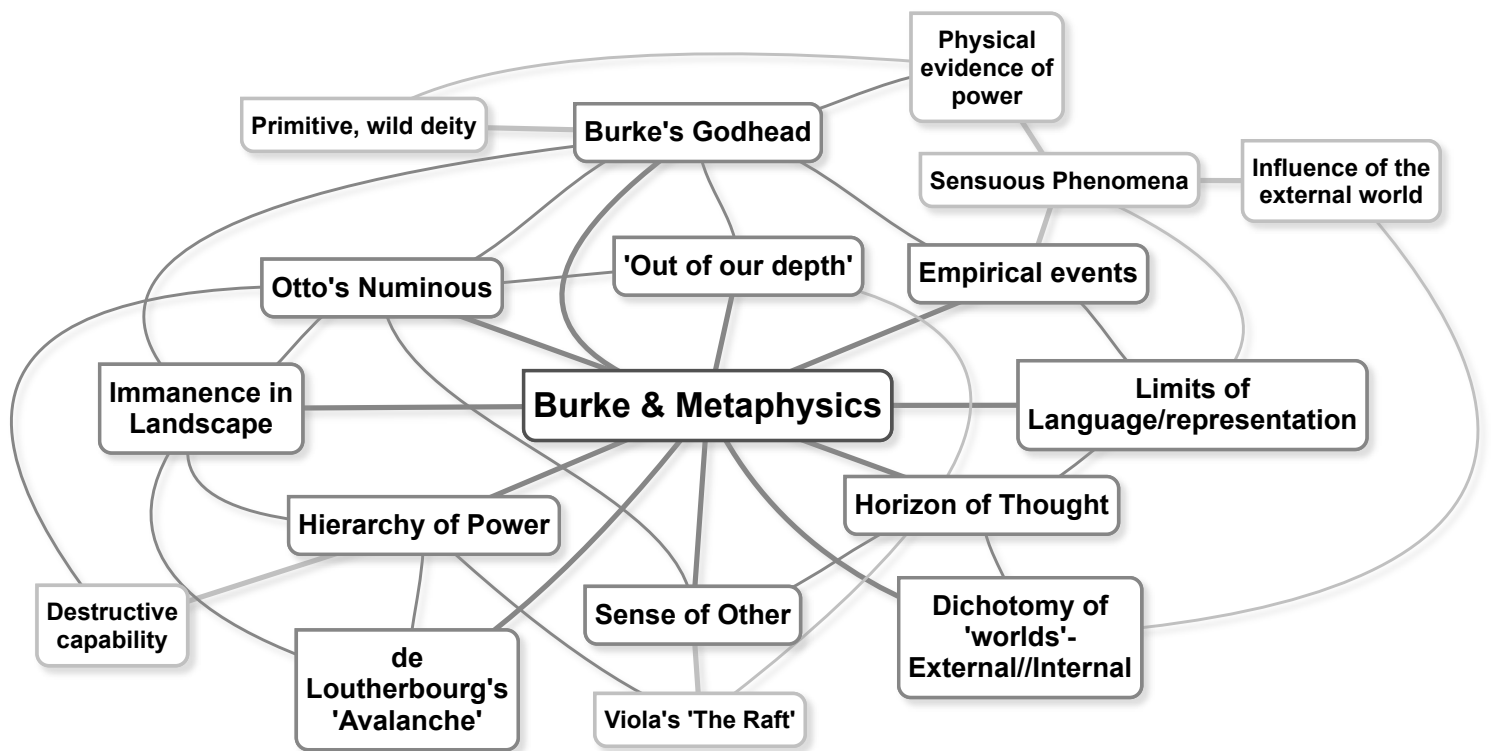 Physical
evidence of
power
Primitive, wild deity
Burke's Godhead
Sensuous Phenomena
Influence of the
external world
Otto's Numinous
'Out of our depth'
Empirical events
Immanence in
Landscape
Burke & Metaphysics
Limits of
Language/representation
Hierarchy of Power
Horizon of Thought
Destructive
capability
de
Loutherbourg's
'Avalanche'
Sense of Other
Dichotomy of
'worlds'-
External//Internal
Viola's 'The Raft'